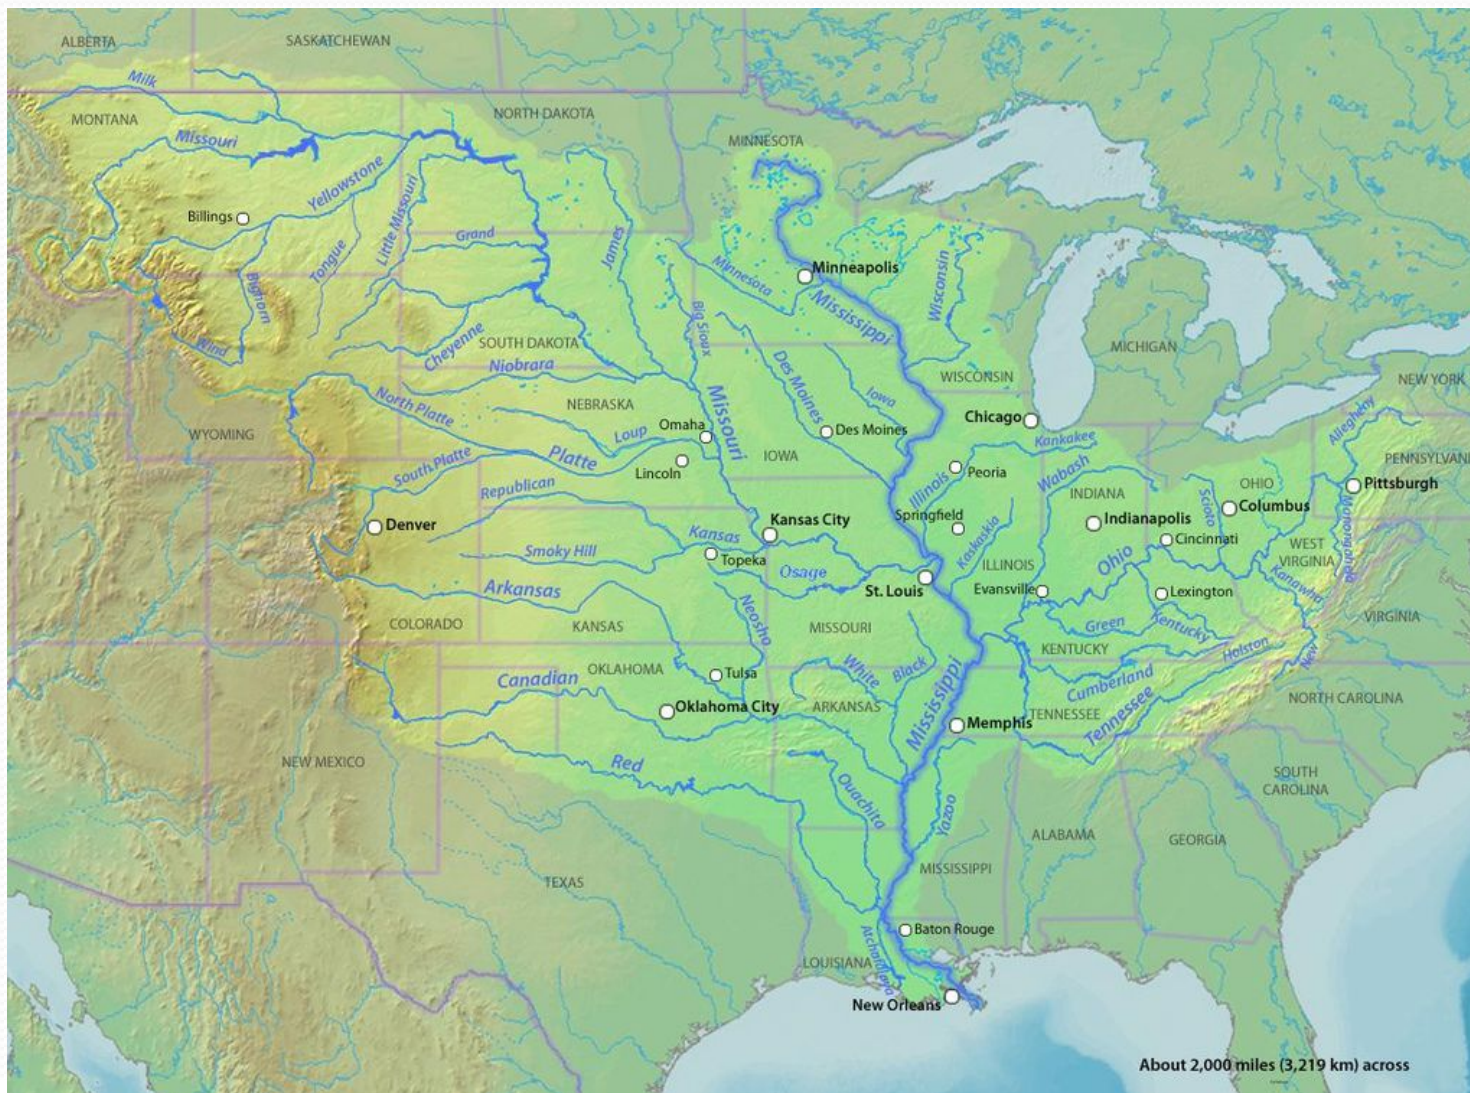 ALBERTA
SASKATCHEWAN
Milk
MONTANA
NORTH DAKOTA
MINNESOTA
Missouri
Yellowstone
Billings
Little Missouri
Tongue
Bighorn
Grand
James
Minnesota
Minneapolis
Mississippi
Wisconsin
Wind
Cheyenne
SOUTH DAKOTA
Big Sioux
Niobrara
MICHIGAN
WISCONSIN
NEW YORK
North Platte
NEBRASKA
Missouri
Des Moines
Iowa
Chicago
Allegheny
WYOMING
Loup
Omaha
Des Moines
Kankakee
South Platte
Platte
Lincoln
IOWA
Illinois
Peoria
Wabash
PENNSYLVANI
Republican
INDIANA
Scioto
OHIO
Columbus
Pittsburgh
Monongahela
Denver
Kansas
Kansas City
Springfield
Kaskaskia
Indianapolis
Cincinnati
Smoky Hill
Topeka
Osage
St. Louis
ILLINOIS
Ohio
WEST
VIRGINIA
Kanawha
Arkansas
Evansville
Lexington
COLORADO
KANSAS
Neosho
MISSOURI
Green
Kentucky
VIRGINIA
KENTUCKY
Holston
New
OKLAHOMA
Tulsa
White
Black
Mississippi
Cumberland
Canadian
Oklahoma City
ARKANSAS
Memphis
TENNESSEE
Tennessee
NORTH CAROLINA
NEW MEXICO
Red
Ouachita
Yazoo
SOUTH
CAROLINA
ALABAMA
GEORGIA
TEXAS
MISSISSIPPI
Baton Rouge
Atchafalaya
LOUISIANA
New Orleans
About 2,000 miles (3,219 km) across